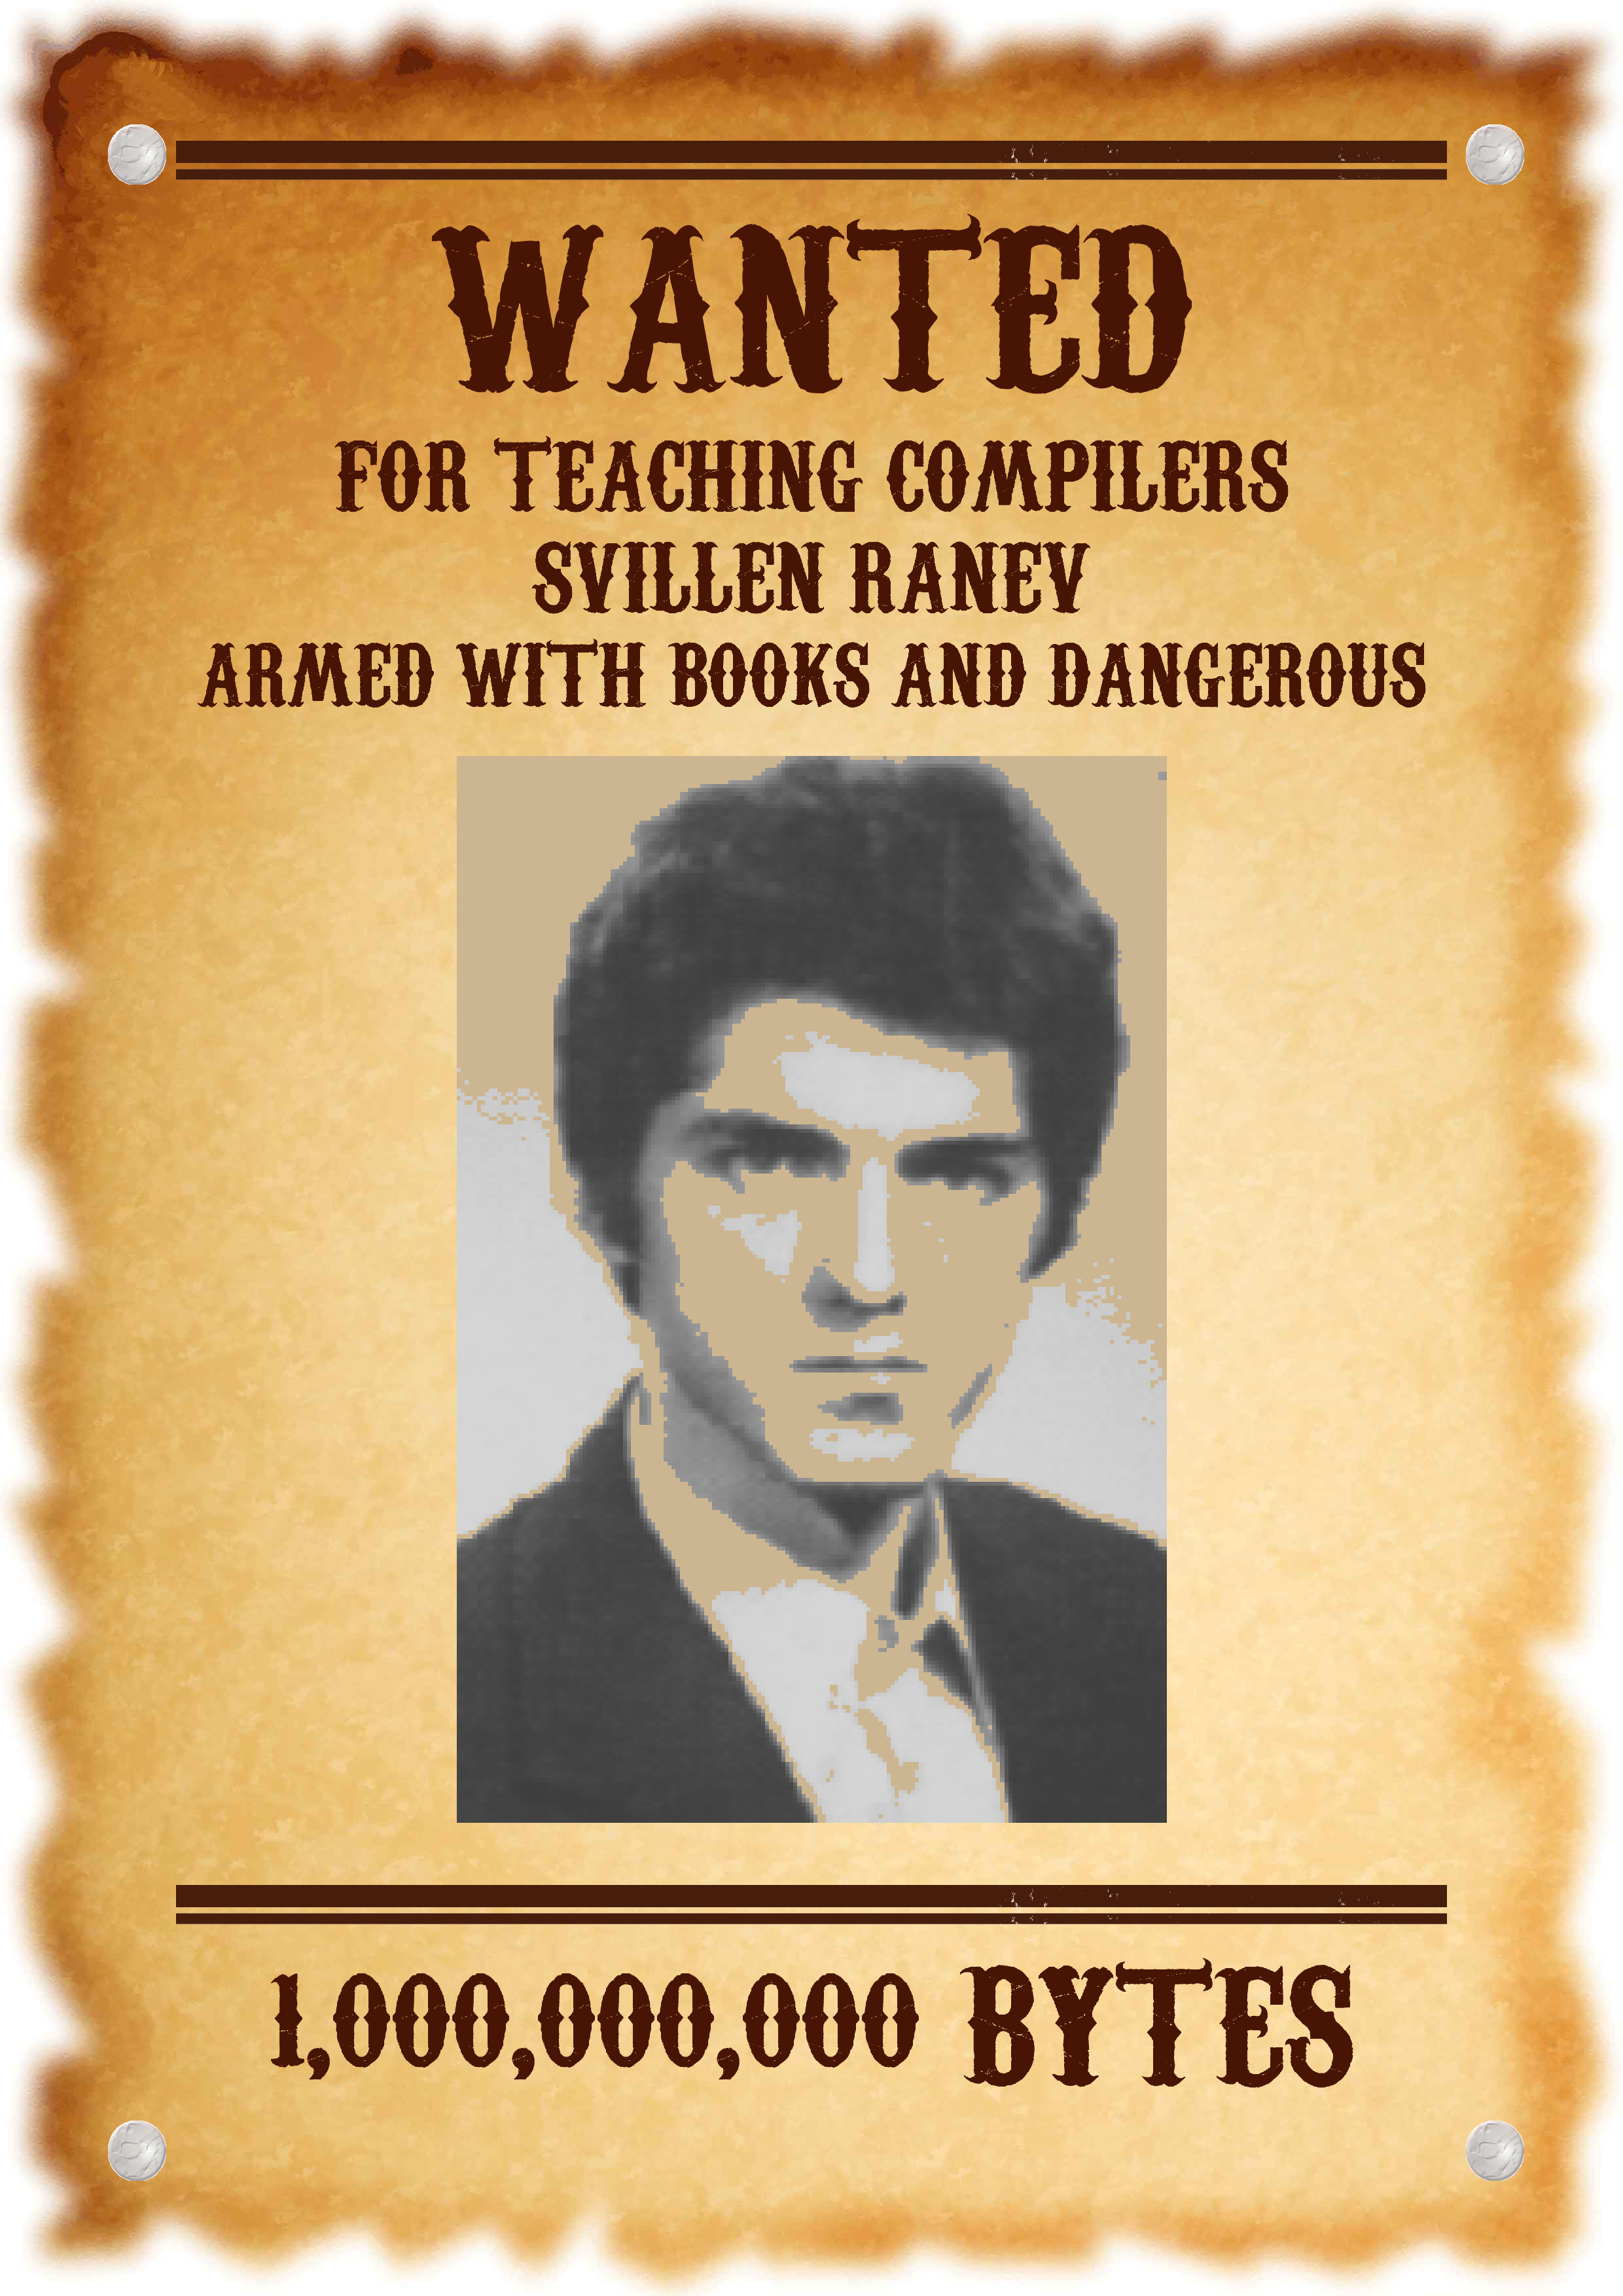 WANTED
FOR TEACHING COMPILERS
SVILLEN RANEV
ARMED WITH BOOKS AND DANGEROUS
1,000,000,000 BYTES